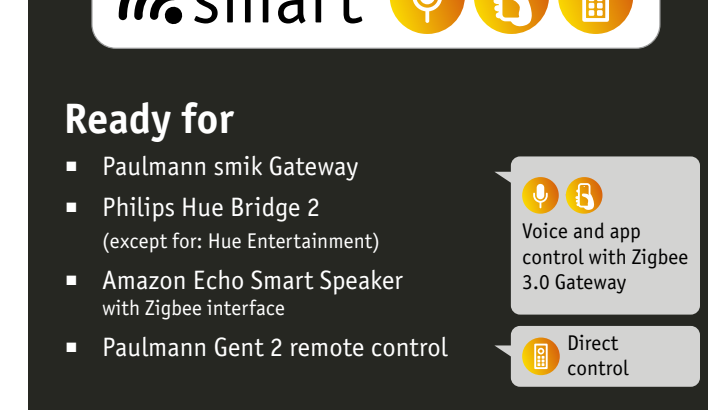 smart
Ready for
▪ Paulmann smik Gateway
▪ Philips Hue Bridge 2
(except for: Hue Entertainment)
▪ Amazon Echo Smart Speaker
with Zigbee interface
▪ Paulmann Gent 2 remote control
Voice and app
control with Zigbee
3.0 Gateway
Direct
control